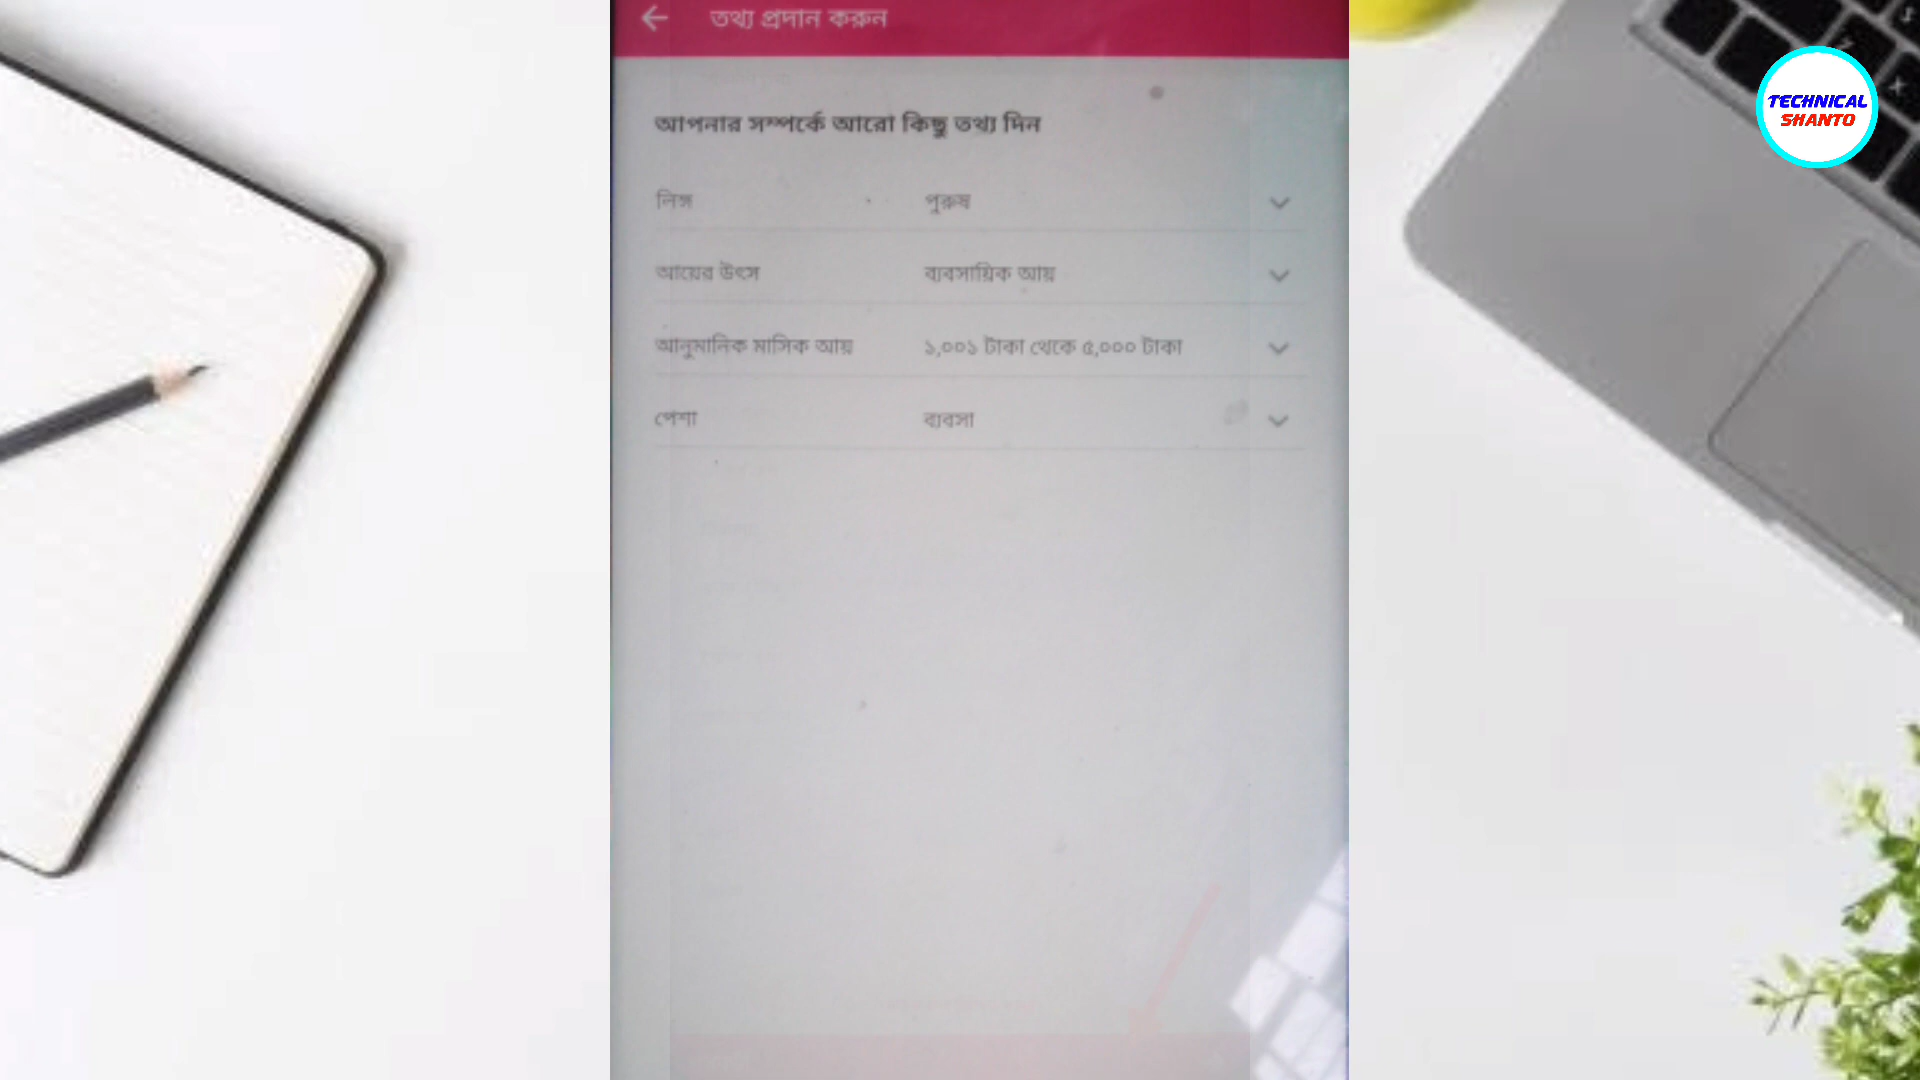 তথ্য প্রদান করুন
TECHNICAL
SHANTO
আপনার সম্পর্কে আরো কিছু তথ্য দিন
লিঙ্গ পুরুষ
আয়ের উৎস ব্যবসায়িক আয়
আনুমানিক মাসিক আয় ১,০০১ টাকা থেকে ৫,০০০ টাকা
পেশা ব্যবসা